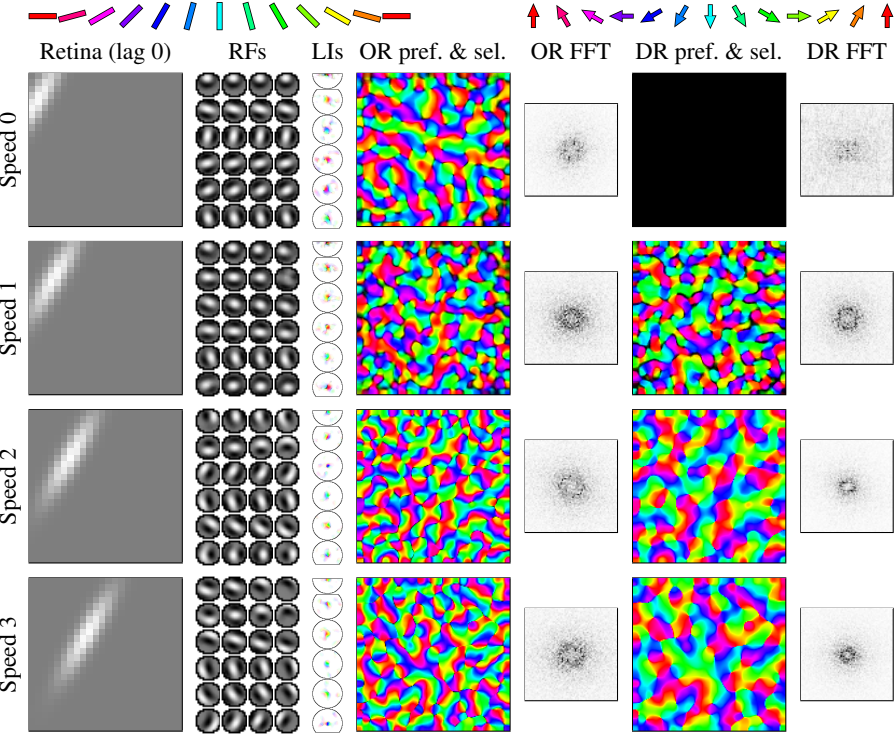 Retina (lag 0) RFs LIs OR pref. & sel. OR FFT DR pref. & sel. DR FFT
Speed 0
Speed 1
Speed 2
Speed 3